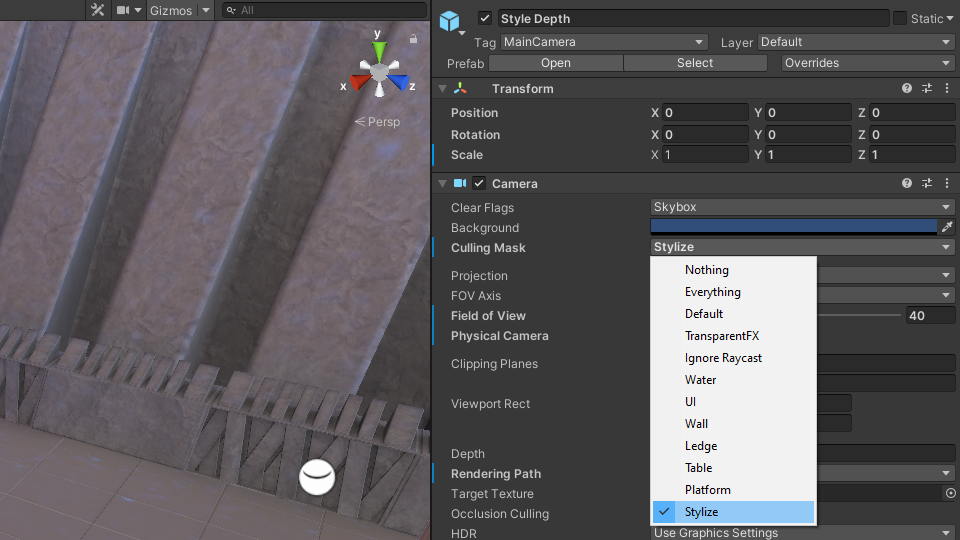 Gizmos All
y
x z
Persp
Style Depth Static
Tag MainCamera Layer Default
Prefab Open Select Overrides
Transform
Position X 0 Y 0 Z 0
Rotation X 0 Y 0 Z 0
Scale X 1 Y 1 Z 1
Camera
Clear Flags Skybox
Background
Culling Mask Stylize
Nothing
Projection
Everything
FOV Axis
Default
Field of View 40
TransparentFX
Physical Camera
Ignore Raycast
Clipping Planes
Water
UI
Viewport Rect
Wall
Ledge
Depth
Table
Rendering Path
Platform
Target Texture
Stylize
Occlusion Culling
HDR Use Graphics Settings